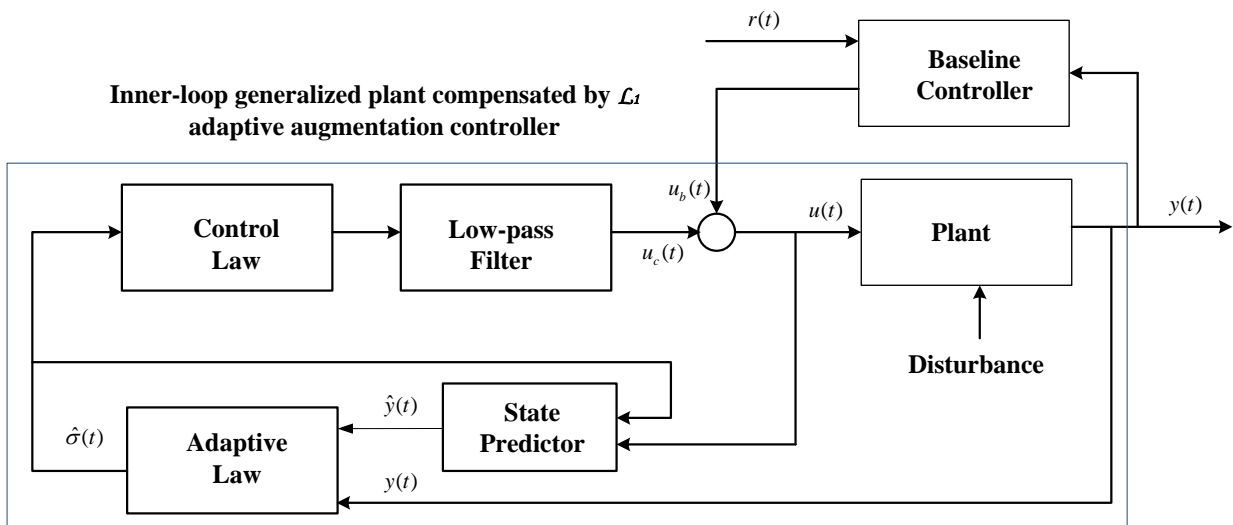 r(t)
Baseline
Controller
Inner-loop generalized plant compensated by ℒ₁
adaptive augmentation controller
u_b(t)
u(t)
y(t)
Control
Law
Low-pass
Filter
u_c(t)
Plant
Disturbance
ŷ(t)
State
Predictor
σ̂(t)
Adaptive
Law
y(t)